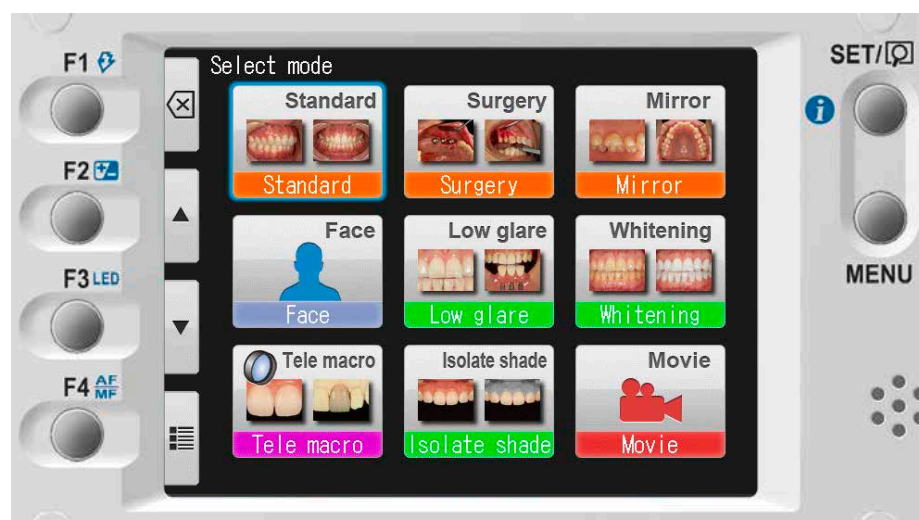 F1
F2
F3 LED
F4 AF
MF
SET/
i
MENU
Select mode
Standard
Standard
Surgery
Surgery
Mirror
Mirror
Face
Face
Low glare
Low glare
Whitening
Whitening
Tele macro
Tele macro
Isolate shade
Isolate shade
Movie
Movie